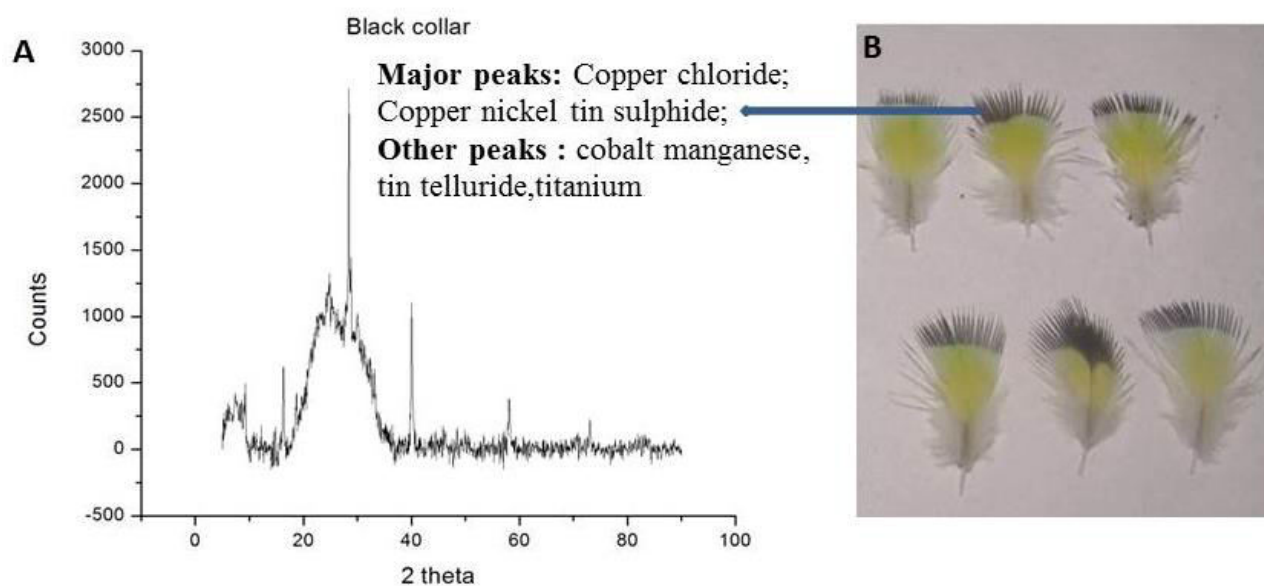 A
Black collar
Major peaks: Copper chloride;
Copper nickel tin sulphide;
Other peaks : cobalt manganese,
tin telluride,titanium
3000
2500
2000
1500
1000
500
0
-500
Counts
0 20 40 60 80 100
2 theta
B